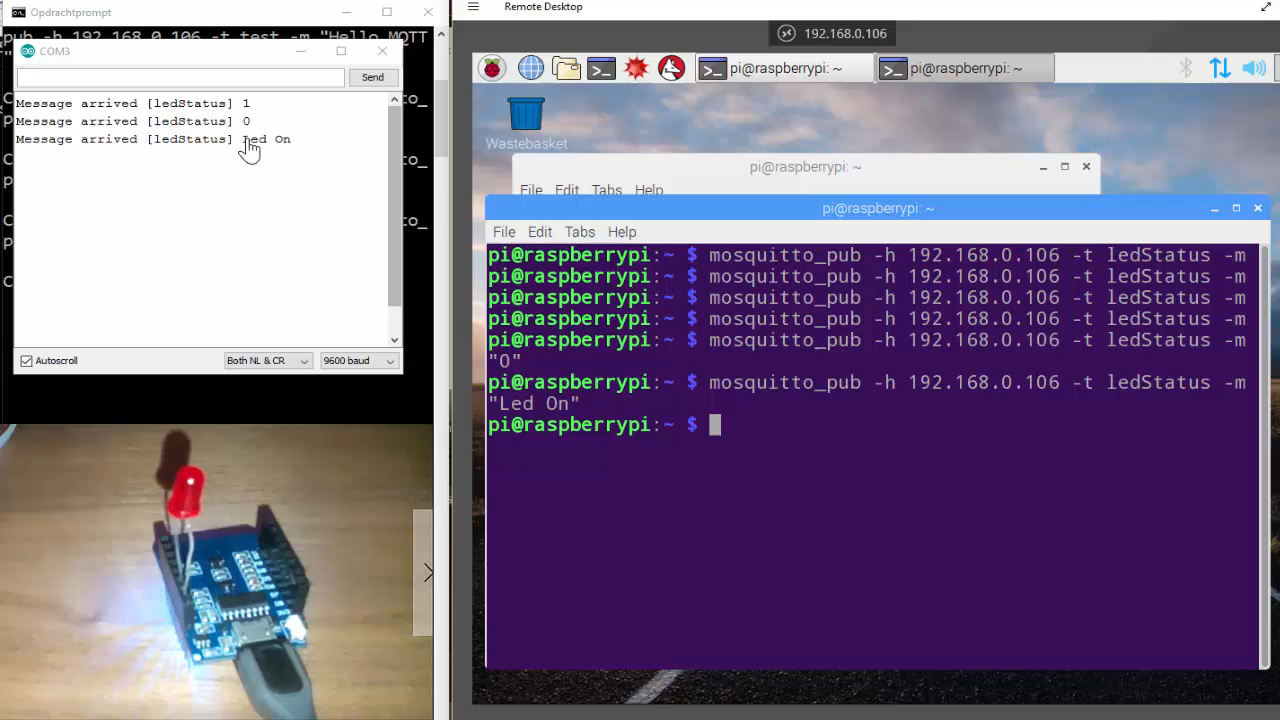 Opdrachtprompt
pub -h 192.168.0.106 -t test -m "Hello MQTT
"
COM3
Send
Message arrived [ledStatus] 1
Message arrived [ledStatus] 0
Message arrived [ledStatus] Led On
Autoscroll
Both NL & CR
9600 baud
Remote Desktop
192.168.0.106
pi@raspberrypi: ~
pi@raspberrypi: ~
Wastebasket
pi@raspberrypi: ~
File Edit Tabs Help
pi@raspberrypi: ~
File Edit Tabs Help
pi@raspberrypi:~ $ mosquitto_pub -h 192.168.0.106 -t ledStatus -m
pi@raspberrypi:~ $ mosquitto_pub -h 192.168.0.106 -t ledStatus -m
pi@raspberrypi:~ $ mosquitto_pub -h 192.168.0.106 -t ledStatus -m
pi@raspberrypi:~ $ mosquitto_pub -h 192.168.0.106 -t ledStatus -m
pi@raspberrypi:~ $ mosquitto_pub -h 192.168.0.106 -t ledStatus -m
"0"
pi@raspberrypi:~ $ mosquitto_pub -h 192.168.0.106 -t ledStatus -m
"Led On"
pi@raspberrypi:~ $